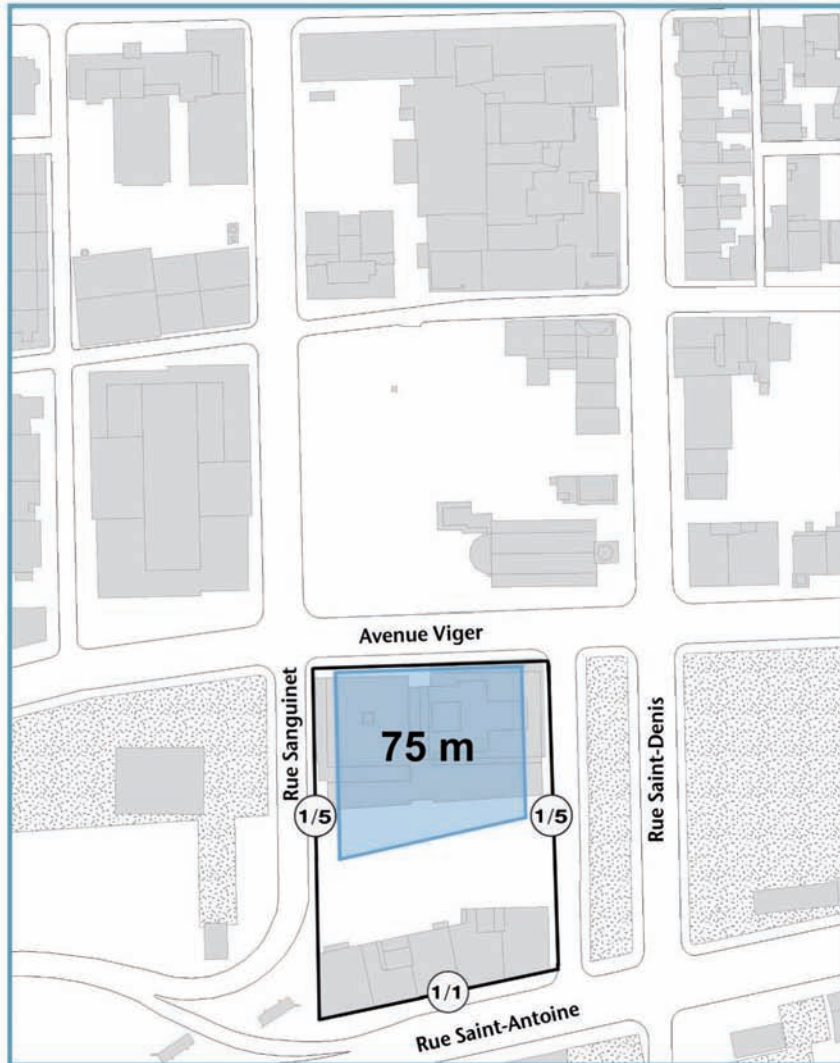 Avenue Viger
Rue Sanguinet
75 m
Rue Saint-Denis
1/5
1/5
1/1
Rue Saint-Antoine